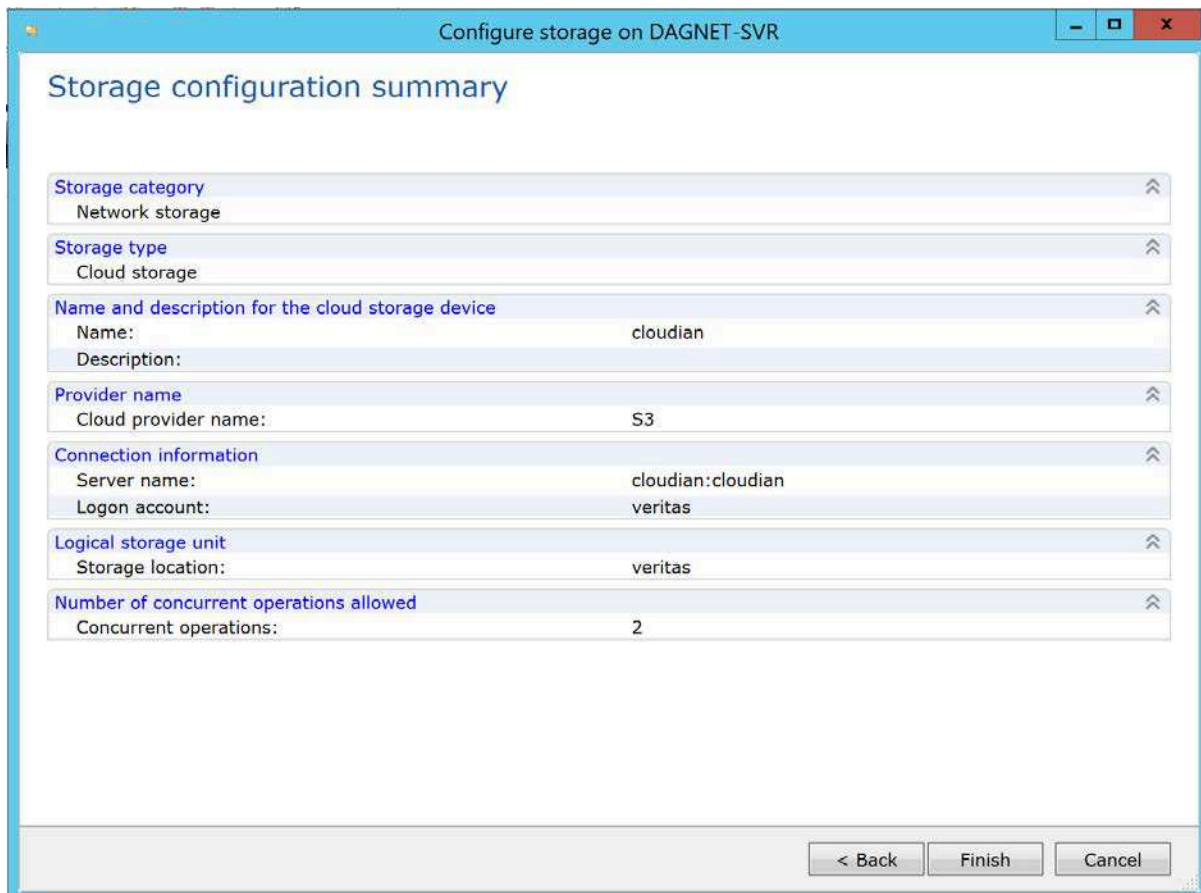 Configure storage on DAGNET-SVR
Storage configuration summary
Storage category
Network storage
Storage type
Cloud storage
Name and description for the cloud storage device
Name: cloudian
Description:
Provider name
Cloud provider name: S3
Connection information
Server name: cloudian:cloudian
Logon account: veritas
Logical storage unit
Storage location: veritas
Number of concurrent operations allowed
Concurrent operations: 2
< Back Finish Cancel